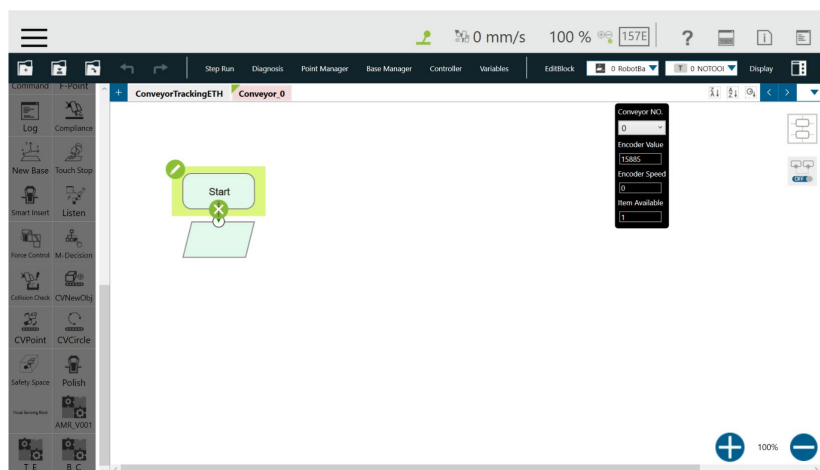 0 mm/s 100 % 157E ?
Step Run Diagnosis Point Manager Base Manager Controller Variables EditBlock 0 RobotBa T 0 NOTOOL Display
Command F-Point
+ ConveyorTrackingETH Conveyor_0
Log Compliance
New Base Touch Stop
Smart Insert Listen
Force Control M-Decision
Collision Check CVNewObj
CVPoint CVCircle
Safety Space Polish
AMR_V001
T_F B_C
Start
Conveyor NO.
0
Encoder Value
15885
Encoder Speed
0
Item Available
1
OFF
100%